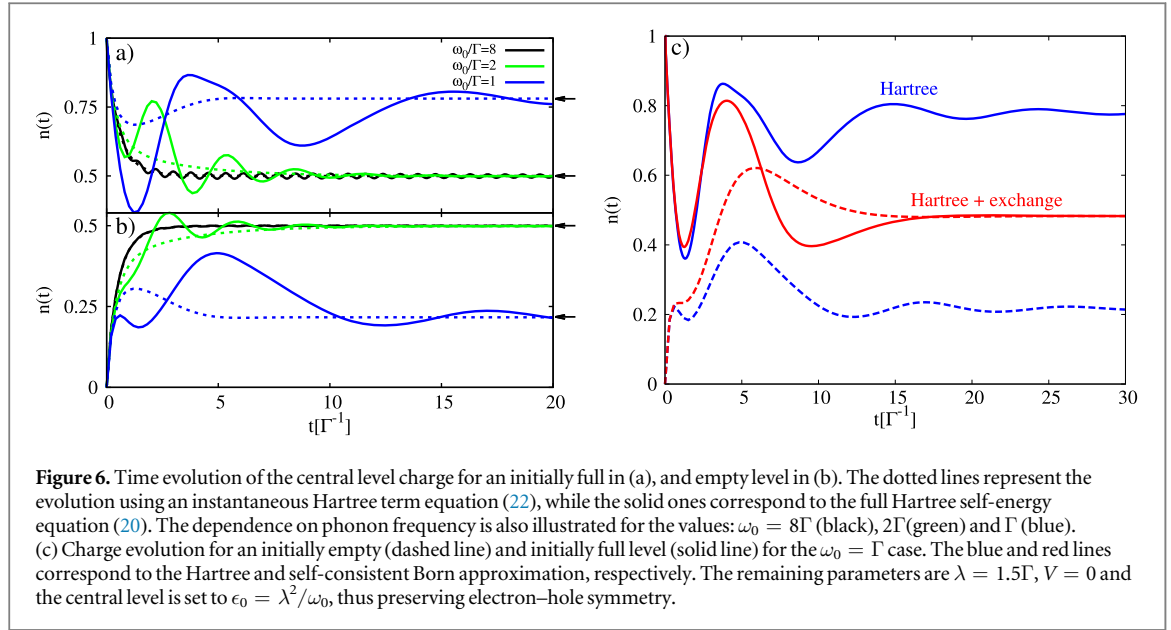 a)
ω₀/Γ=8
ω₀/Γ=2
ω₀/Γ=1
1
0.75
0.5
n(t)
b)
0.5
0.25
0
n(t)
0 5 10 15 20
t[Γ⁻¹]
c)
Hartree
Hartree + exchange
1
0.8
0.6
0.4
0.2
0
n(t)
0 5 10 15 20 25 30
t[Γ⁻¹]
Figure 6. Time evolution of the central level charge for an initially full in (a), and empty level in (b). The dotted lines represent the
evolution using an instantaneous Hartree term equation (22), while the solid ones correspond to the full Hartree self-energy
equation (20). The dependence on phonon frequency is also illustrated for the values: ω₀ = 8Γ (black), 2Γ(green) and Γ (blue).
(c) Charge evolution for an initially empty (dashed line) and initially full level (solid line) for the ω₀ = Γ case. The blue and red lines
correspond to the Hartree and self-consistent Born approximation, respectively. The remaining parameters are λ = 1.5Γ, V = 0 and
the central level is set to ϵ₀ = λ²/ω₀, thus preserving electron–hole symmetry.